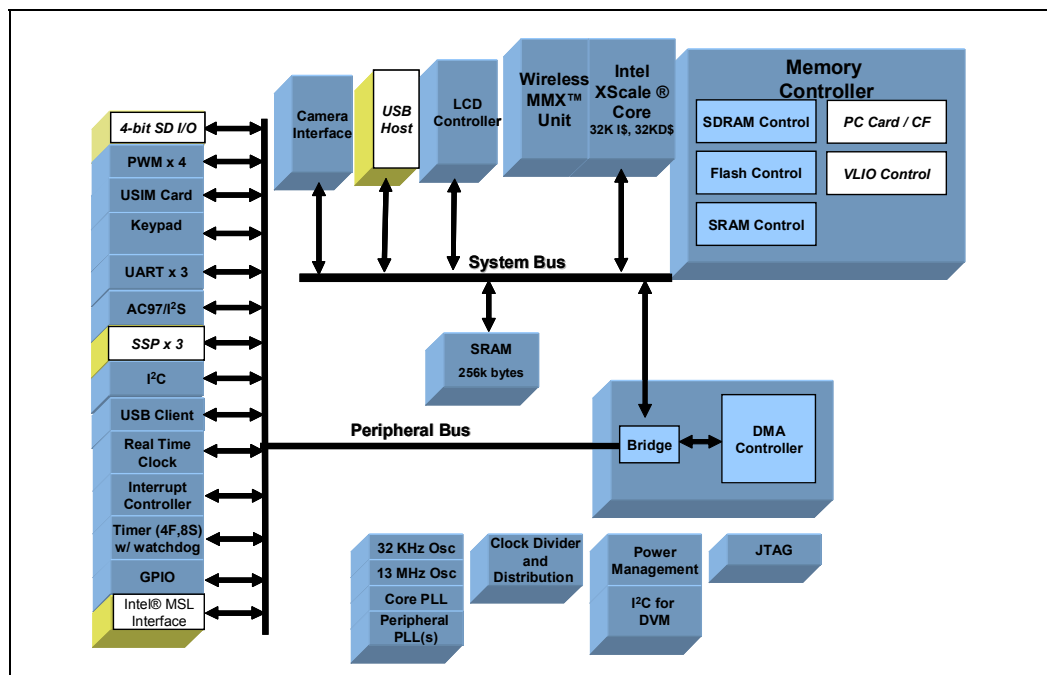 Camera
Interface
USB
Host
LCD
Controller
Wireless
MMX™
Unit
Intel
XScale ®
Core
32K I$, 32KD$
Memory
Controller
SDRAM Control
PC Card / CF
Flash Control
VLIO Control
SRAM Control
4-bit SD I/O
PWM x 4
USIM Card
Keypad
UART x 3
AC97/I²S
SSP x 3
I²C
USB Client
Real Time
Clock
Interrupt
Controller
Timer (4F,8S)
w/ watchdog
GPIO
Intel® MSL
Interface
System Bus
SRAM
256k bytes
Peripheral Bus
Bridge
DMA
Controller
32 KHz Osc
13 MHz Osc
Core PLL
Peripheral
PLL(s)
Clock Divider
and
Distribution
Power
Management
I²C for
DVM
JTAG